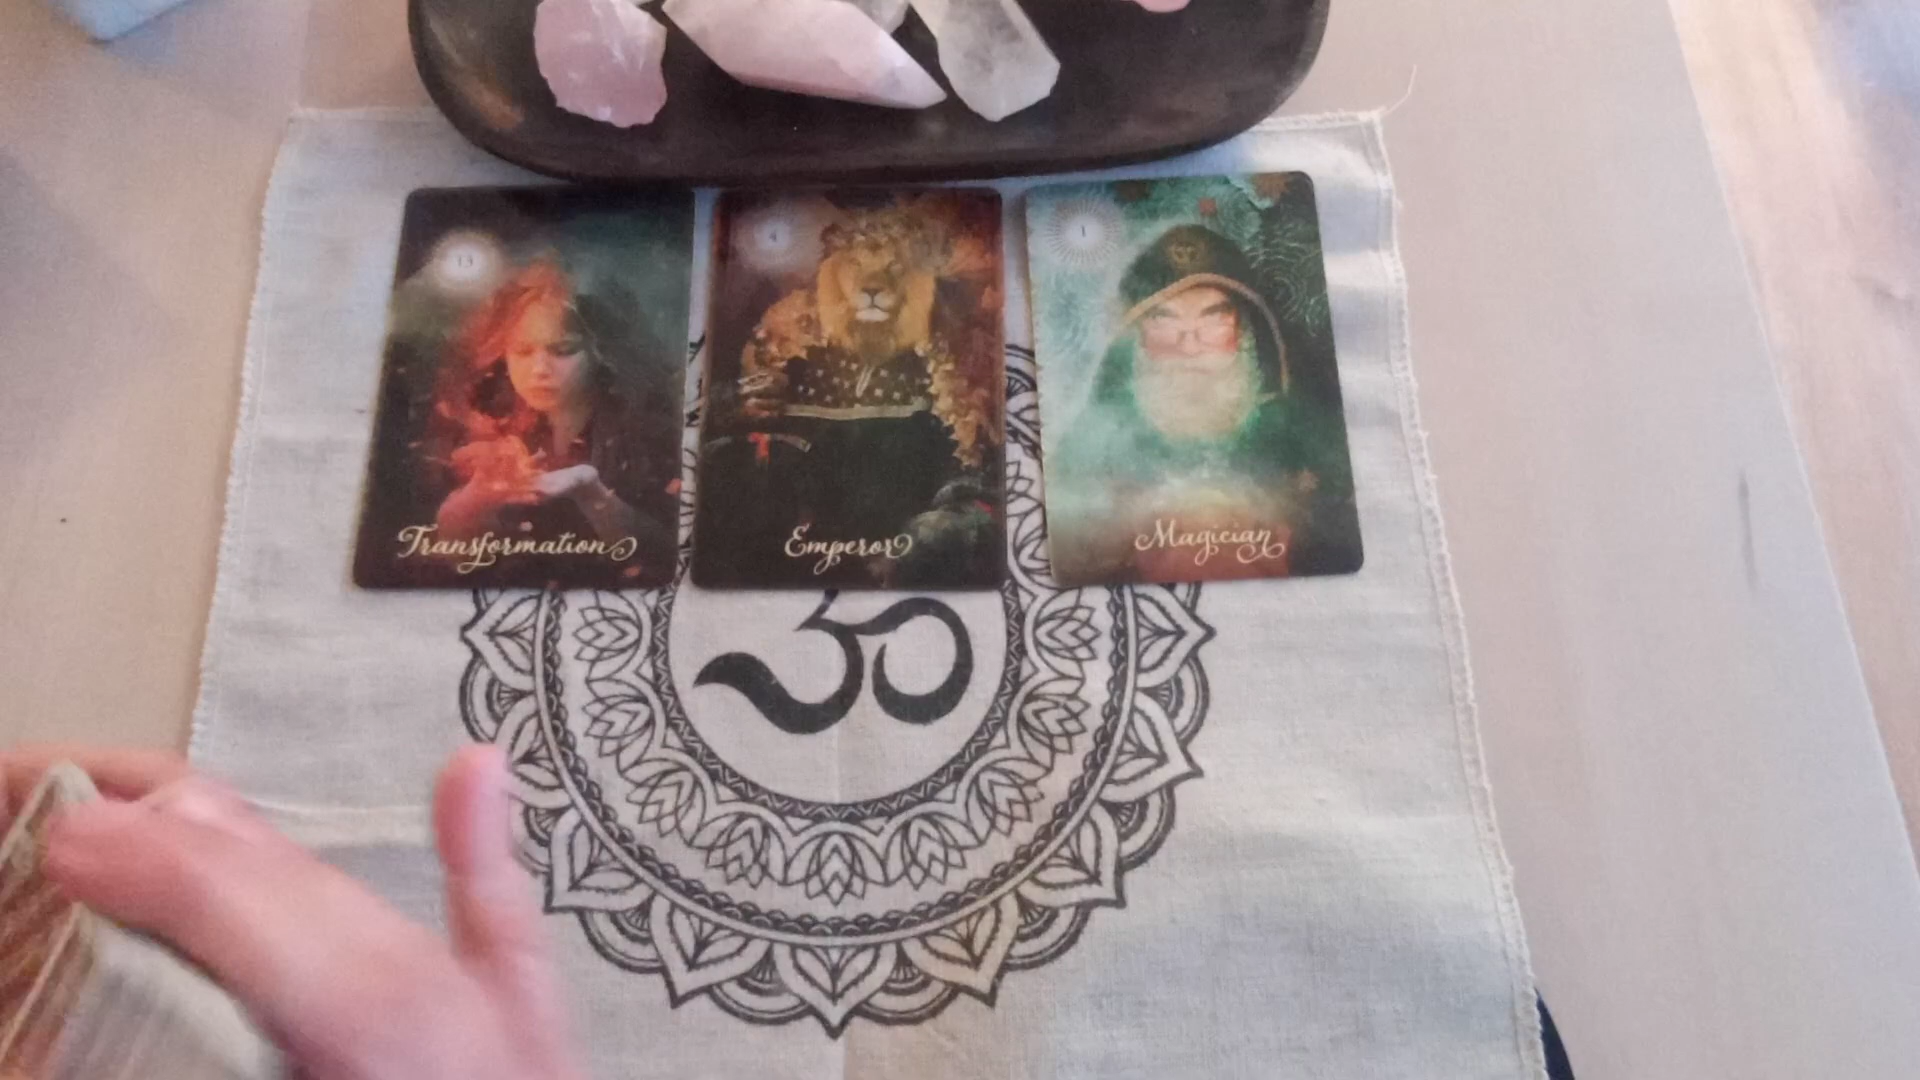 13
4
1
Transformation
Emperor
Magician
ॐ